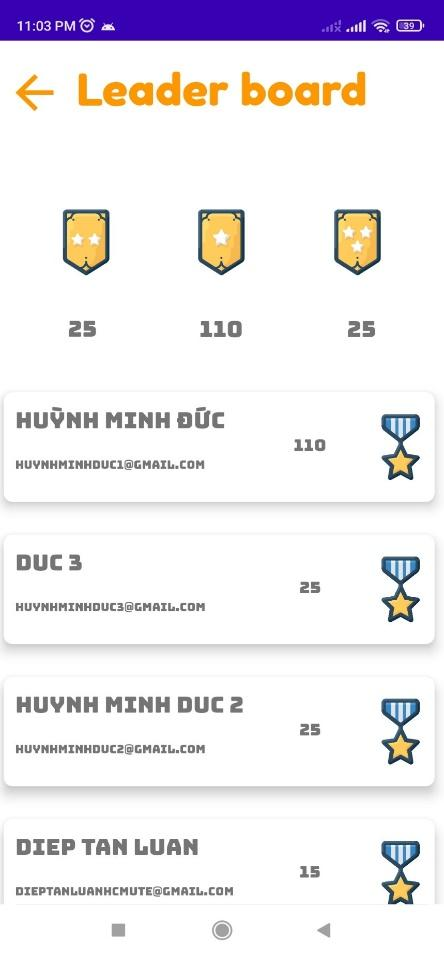 11:03 PM 39
Leader board
25 110 25
HUỲNH MINH ĐỨC
110
HUYNHMINHDUC1@GMAIL.COM
DUC 3
25
HUYNHMINHDUC3@GMAIL.COM
HUYNH MINH DUC 2
25
HUYNHMINHDUC2@GMAIL.COM
DIEP TAN LUAN
15
DIEPTANLUANHCMUTE@GMAIL.COM